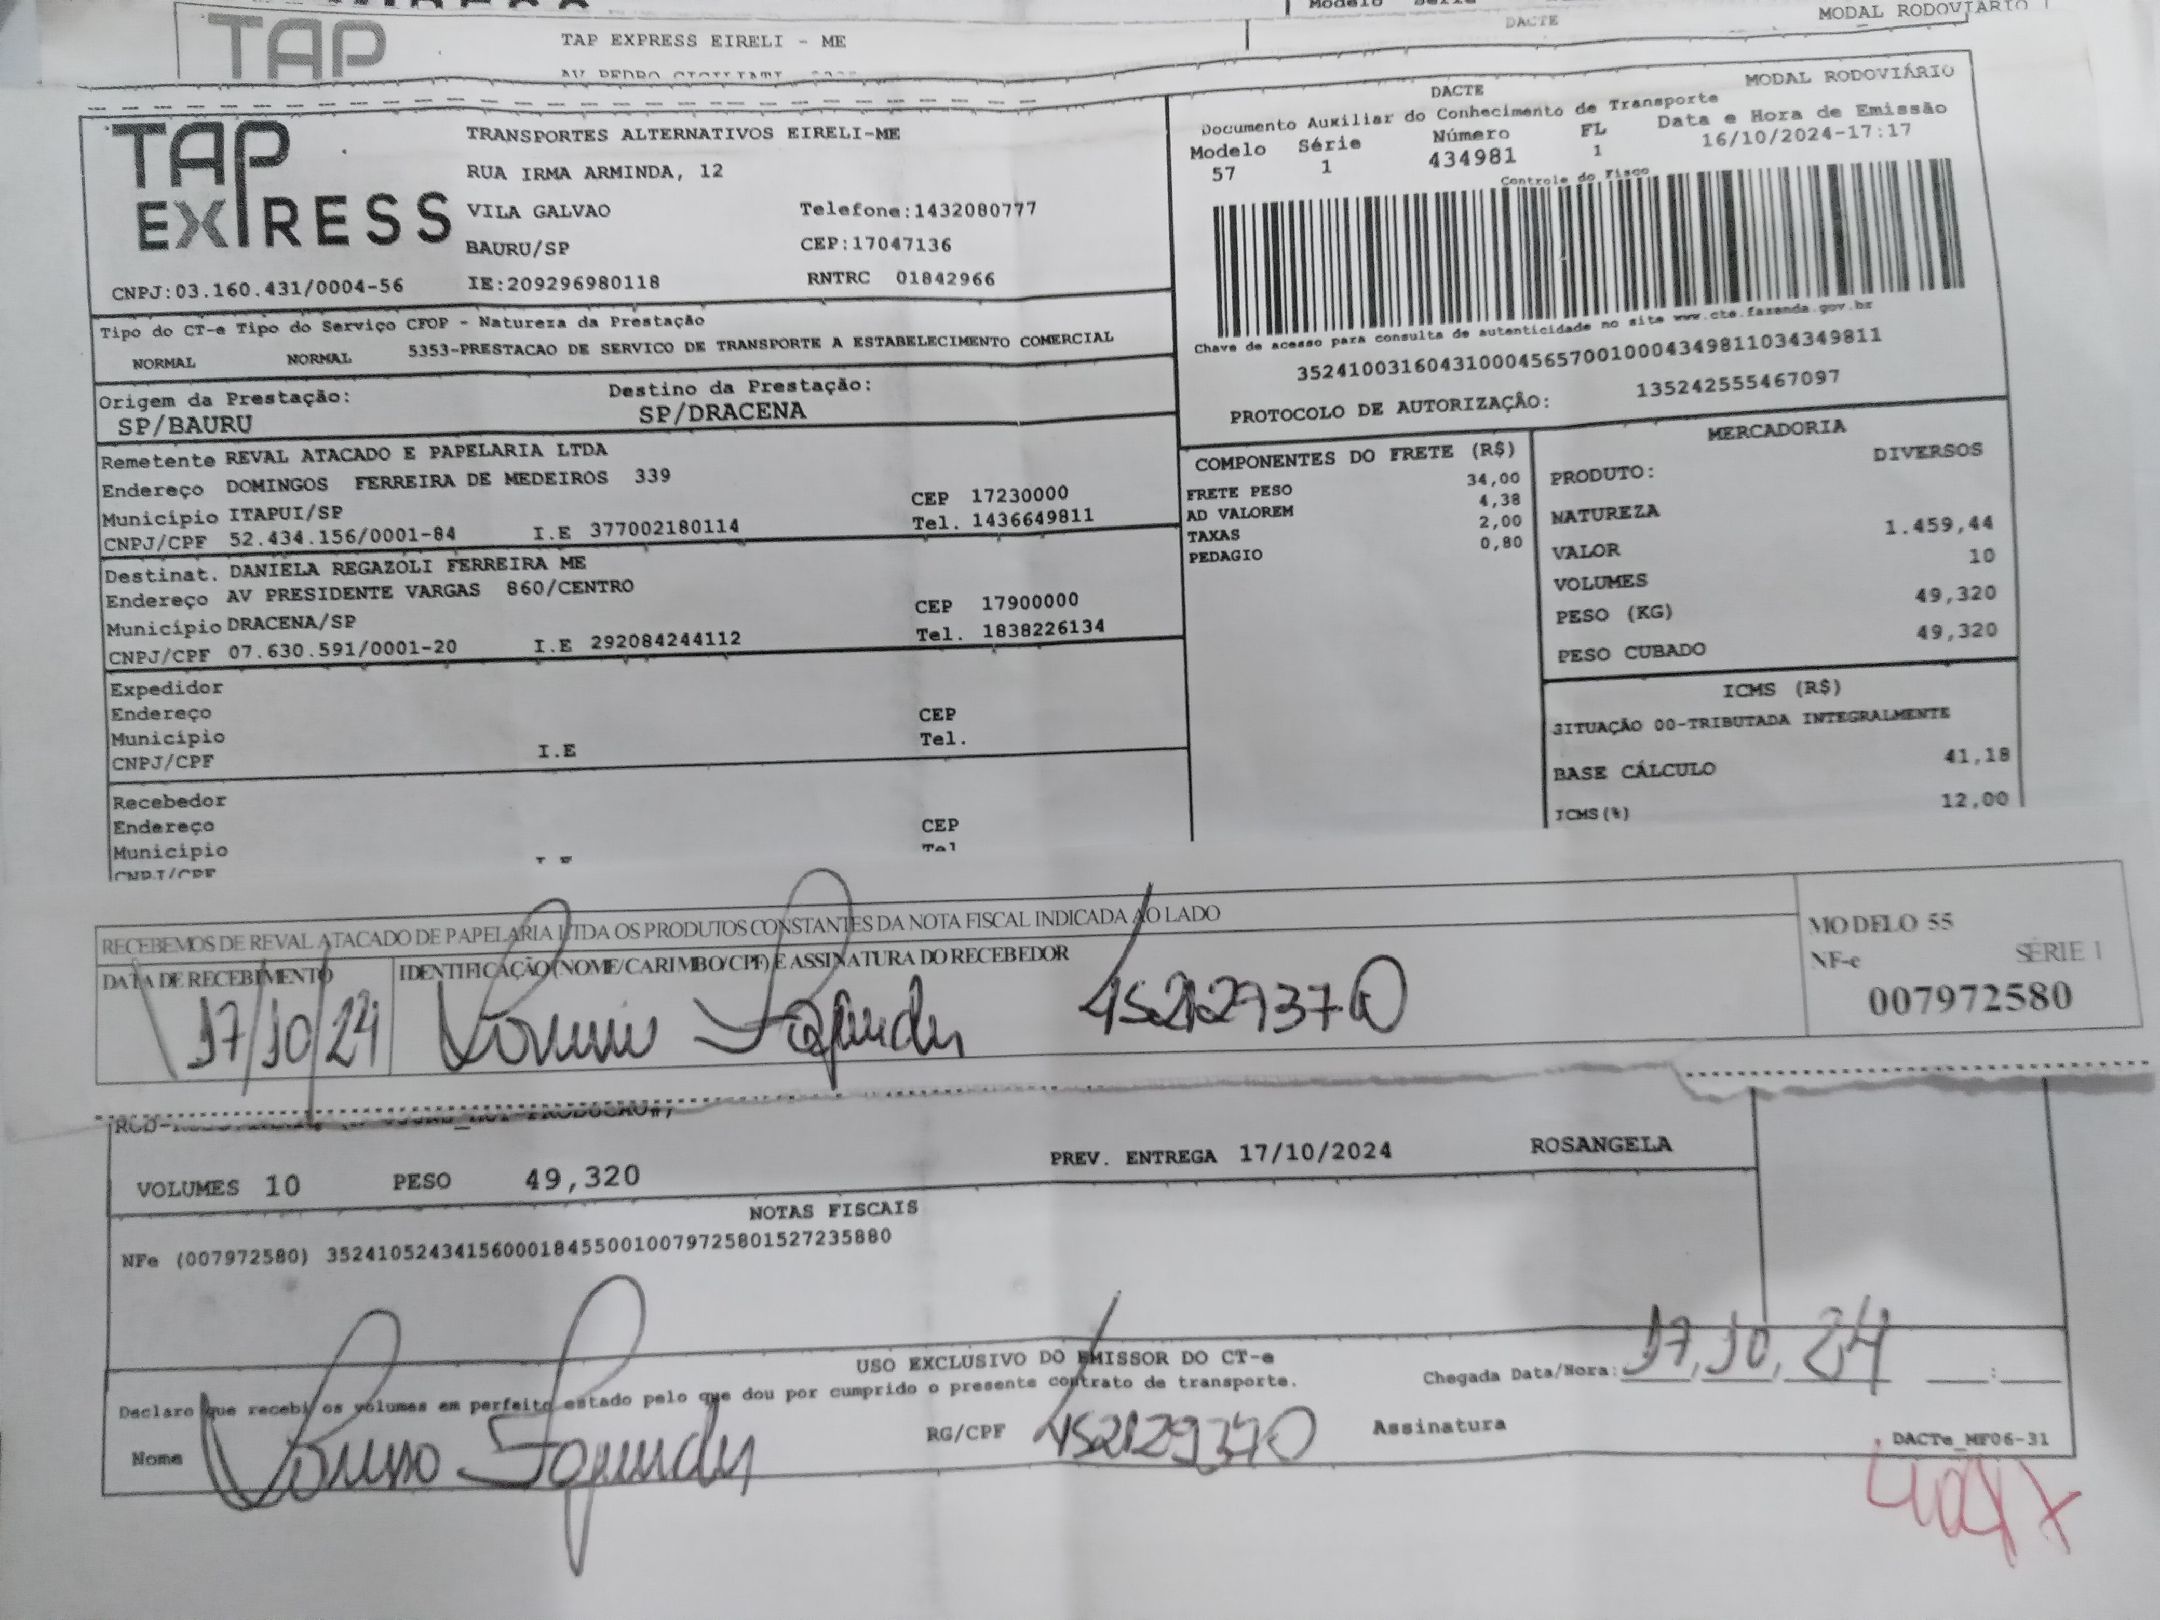 TAP
TAP EXPRESS EIRELI - ME
DACTE
MODAL RODOVIÁRIO
TAP EXPRESS
TRANSPORTES ALTERNATIVOS EIRELI-ME
RUA IRMA ARMINDA, 12
VILA GALVAO Telefone:1432080777
BAURU/SP CEP:17047136
CNPJ:03.160.431/0004-56 IE:209296980118 RNTRC 01842966
DACTE MODAL RODOVIÁRIO
Documento Auxiliar do Conhecimento de Transporte
Modelo Série Número FL Data e Hora de Emissão
57 1 434981 1 16/10/2024-17:17
Controle do Fisco
Chave de acesso para consulta de autenticidade no site www.cte.fazenda.gov.br
35241003160431000456570010004349811034349811
PROTOCOLO DE AUTORIZAÇÃO: 135242555467097
Tipo do CT-e Tipo do Serviço CFOP - Natureza da Prestação
NORMAL NORMAL 5353-PRESTACAO DE SERVICO DE TRANSPORTE A ESTABELECIMENTO COMERCIAL
Origem da Prestação: Destino da Prestação:
SP/BAURU SP/DRACENA
Remetente REVAL ATACADO E PAPELARIA LTDA
Endereço DOMINGOS FERREIRA DE MEDEIROS 339
Município ITAPUI/SP CEP 17230000
CNPJ/CPF 52.434.156/0001-84 I.E 377002180114 Tel. 1436649811
Destinat. DANIELA REGAZOLI FERREIRA ME
Endereço AV PRESIDENTE VARGAS 860/CENTRO
Município DRACENA/SP CEP 17900000
CNPJ/CPF 07.630.591/0001-20 I.E 292084244112 Tel. 1838226134
Expedidor
Endereço
Município CEP
CNPJ/CPF I.E Tel.
Recebedor
Endereço
Município CEP
CNPJ/CPF I.E Tel
COMPONENTES DO FRETE (R$)
FRETE PESO 34,00
AD VALOREM 4,38
TAXAS 2,00
PEDAGIO 0,80
MERCADORIA
PRODUTO: DIVERSOS
NATUREZA
VALOR 1.459,44
VOLUMES 10
PESO (KG) 49,320
PESO CUBADO 49,320
ICMS (R$)
SITUAÇÃO 00-TRIBUTADA INTEGRALMENTE
BASE CÁLCULO 41,18
ICMS(%) 12,00
RECEBEMOS DE REVAL ATACADO DE PAPELARIA LTDA OS PRODUTOS CONSTANTES DA NOTA FISCAL INDICADA AO LADO
DATA DE RECEBIMENTO IDENTIFICAÇÃO (NOME/CARIMBO/CPF) E ASSINATURA DO RECEBEDOR
17/10/24
MODELO 55
NF-e SÉRIE 1
007972580
VOLUMES 10 PESO 49,320 PREV. ENTREGA 17/10/2024 ROSANGELA
NOTAS FISCAIS
NFe (007972580) 35241052434156000184550010079725801527235880
USO EXCLUSIVO DO EMISSOR DO CT-e
Declaro que recebi os volumes em perfeito estado pelo que dou por cumprido o presente contrato de transporte.
Chegada Data/Hora: 17, 10, 24 :
Nome RG/CPF Assinatura
DACTe_MF06-31